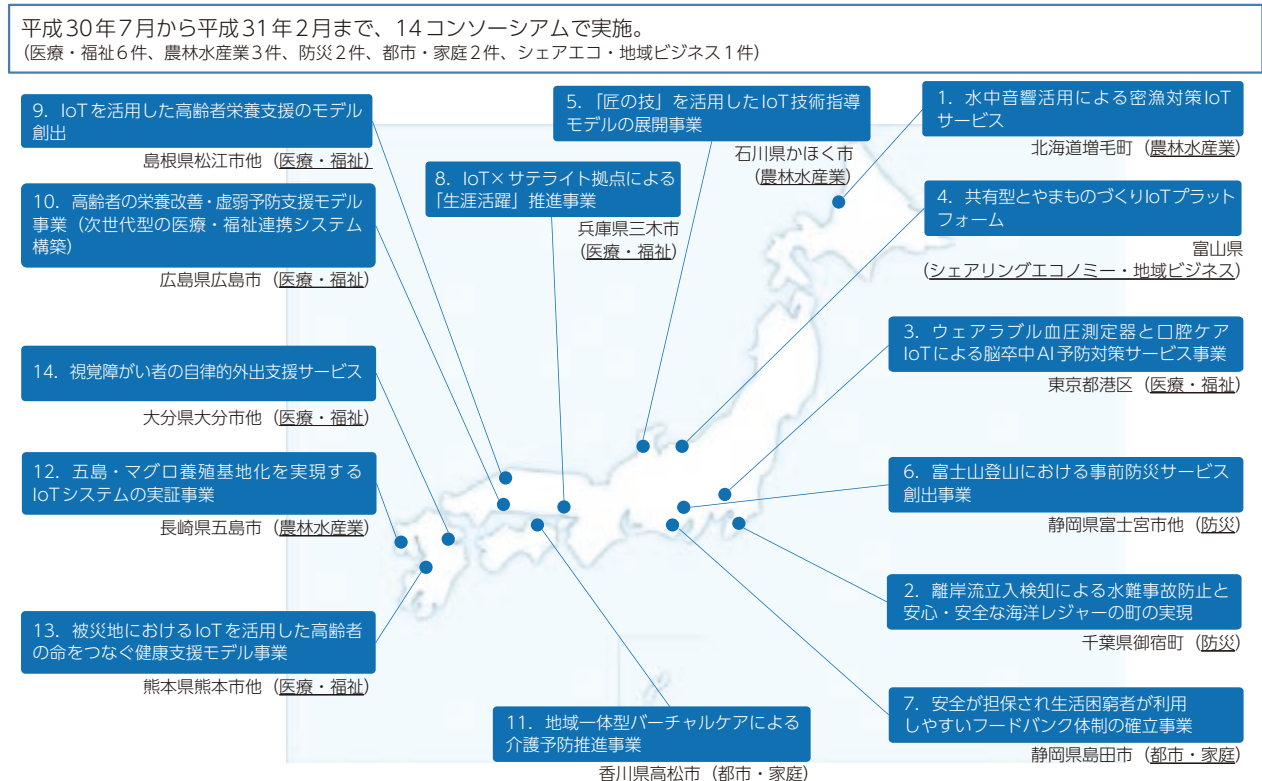 平成30年7月から平成31年2月まで、14コンソーシアムで実施。
(医療・福祉6件、農林水産業3件、防災2件、都市・家庭2件、シェアエコ・地域ビジネス1件)
9. IoTを活用した高齢者栄養支援のモデル
創出
島根県松江市他(医療・福祉)
10. 高齢者の栄養改善・虚弱予防支援モデル
事業(次世代型の医療・福祉連携システム
構築)
広島県広島市(医療・福祉)
14. 視覚障がい者の自律的外出支援サービス
大分県大分市他(医療・福祉)
12. 五島・マグロ養殖基地化を実現する
IoTシステムの実証事業
長崎県五島市(農林水産業)
13. 被災地におけるIoTを活用した高齢者
の命をつなぐ健康支援モデル事業
熊本県熊本市他(医療・福祉)
5. 「匠の技」を活用したIoT技術指導
モデルの展開事業
石川県かほく市
(農林水産業)
8. IoT×サテライト拠点による
「生涯活躍」推進事業
兵庫県三木市
(医療・福祉)
11. 地域一体型バーチャルケアによる
介護予防推進事業
香川県高松市(都市・家庭)
1. 水中音響活用による密漁対策IoT
サービス
北海道増毛町(農林水産業)
4. 共有型とやまものづくりIoTプラット
フォーム
富山県
(シェアリングエコノミー・地域ビジネス)
3. ウェアラブル血圧測定器と口腔ケア
IoTによる脳卒中AI予防対策サービス事業
東京都港区(医療・福祉)
6. 富士山登山における事前防災サービス
創出事業
静岡県富士宮市他(防災)
2. 離岸流立入検知による水難事故防止と
安心・安全な海洋レジャーの町の実現
千葉県御宿町(防災)
7. 安全が担保され生活困窮者が利用
しやすいフードバンク体制の確立事業
静岡県島田市(都市・家庭)